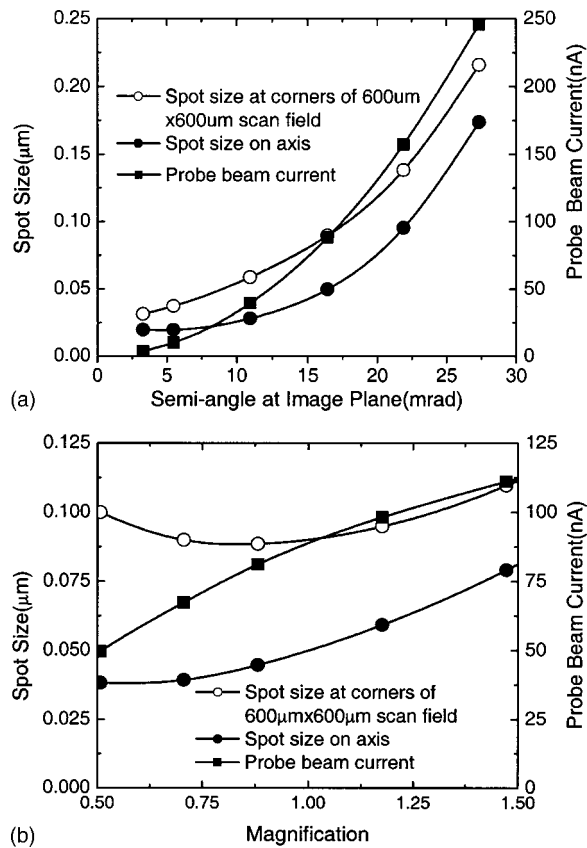 0.25
0.20
0.15
0.10
0.05
0.00
Spot Size(μm)
Spot size at corners of 600um
x600um scan field
Spot size on axis
Probe beam current
250
200
150
100
50
0
Probe Beam Current(nA)
0 5 10 15 20 25 30
(a) Semi-angle at Image Plane(mrad)
0.125
0.100
0.075
0.050
0.025
0.000
Spot Size(μm)
Spot size at corners of
600μmx600μm scan field
Spot size on axis
Probe beam current
125
100
75
50
25
0
Probe Beam Current(nA)
0.50 0.75 1.00 1.25 1.50
(b) Magnification